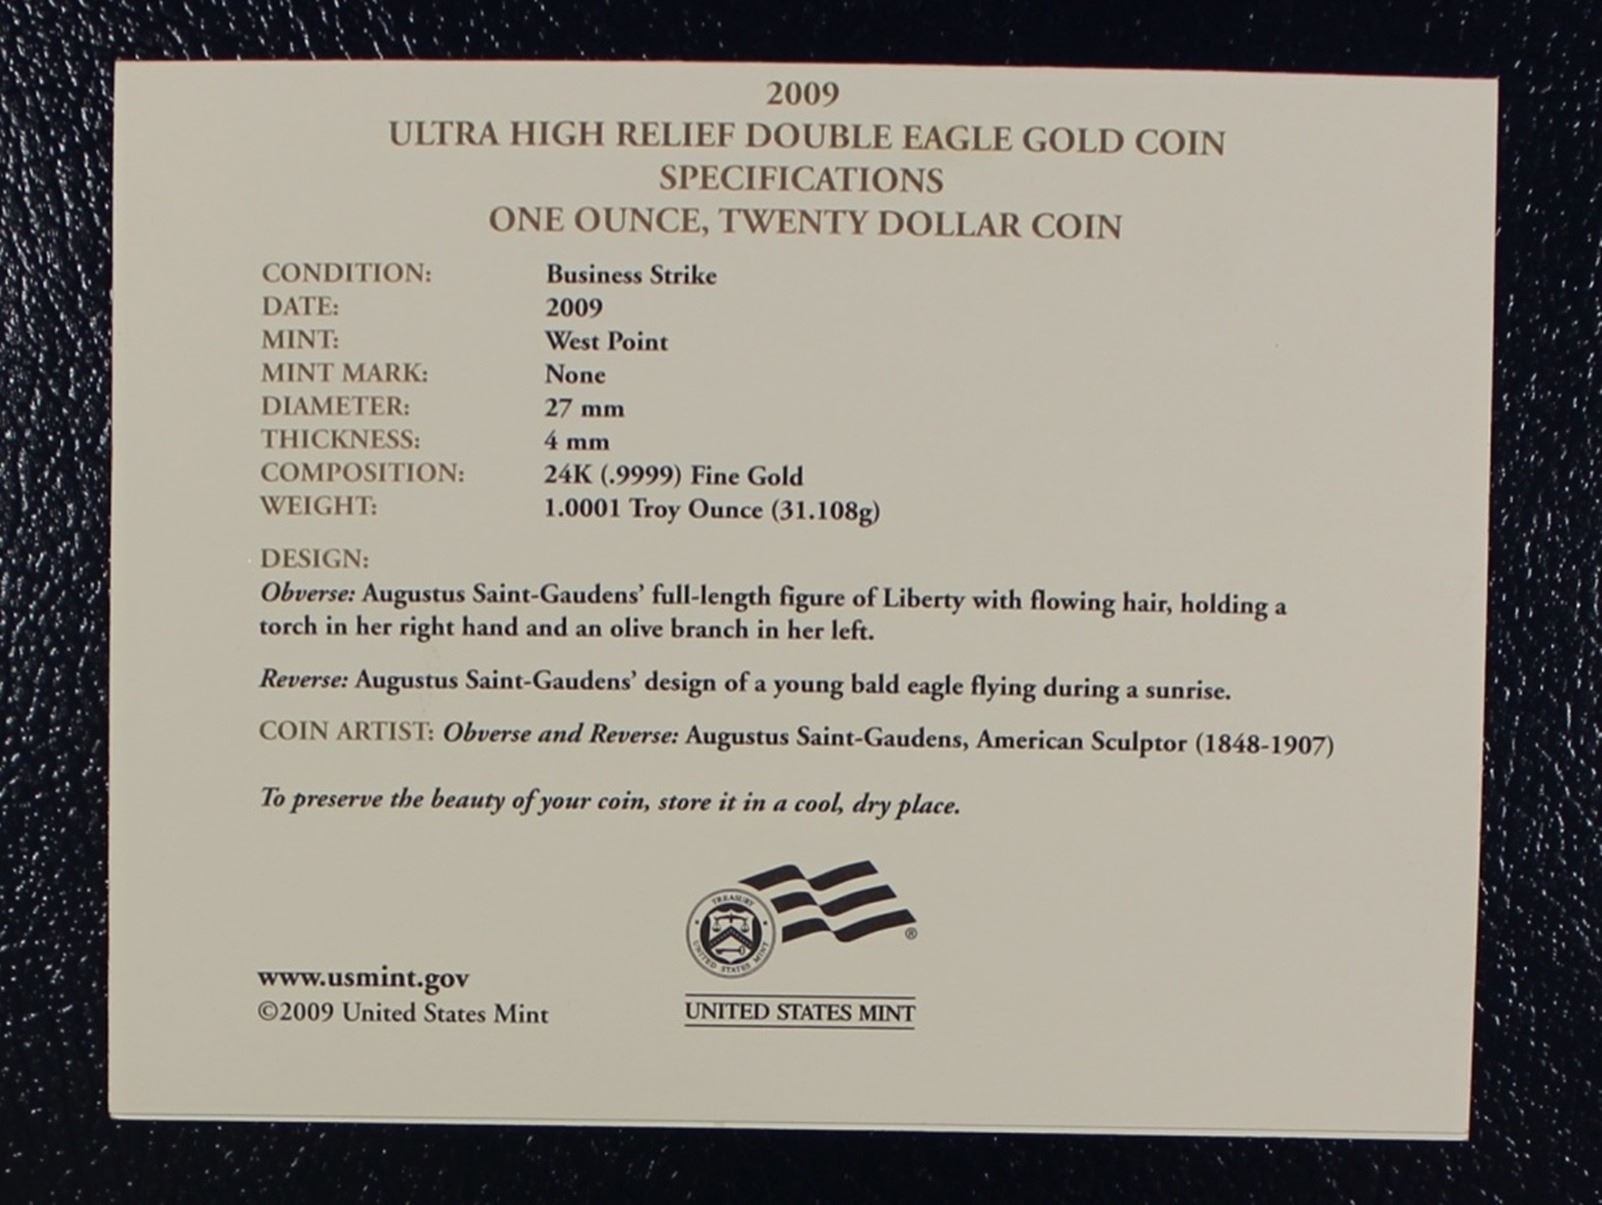 2009
ULTRA HIGH RELIEF DOUBLE EAGLE GOLD COIN
SPECIFICATIONS
ONE OUNCE, TWENTY DOLLAR COIN
CONDITION: Business Strike
DATE: 2009
MINT: West Point
MINT MARK: None
DIAMETER: 27 mm
THICKNESS: 4 mm
COMPOSITION: 24K (.9999) Fine Gold
WEIGHT: 1.0001 Troy Ounce (31.108g)
DESIGN:
Obverse: Augustus Saint-Gaudens’ full-length figure of Liberty with flowing hair, holding a
torch in her right hand and an olive branch in her left.
Reverse: Augustus Saint-Gaudens’ design of a young bald eagle flying during a sunrise.
COIN ARTIST: Obverse and Reverse: Augustus Saint-Gaudens, American Sculptor (1848-1907)
To preserve the beauty of your coin, store it in a cool, dry place.
TREASURY
UNITED STATES MINT
®
www.usmint.gov
©2009 United States Mint
UNITED STATES MINT